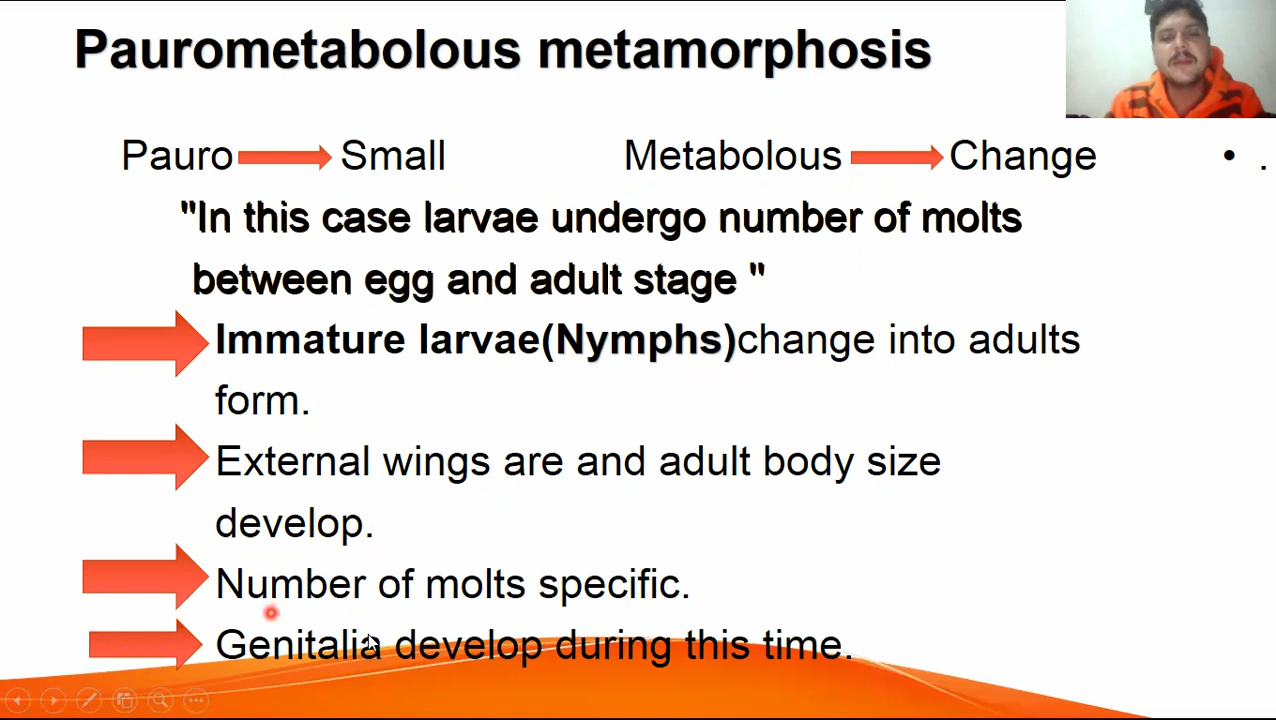 Paurometabolous metamorphosis
Pauro Small Metabolous Change • .
"In this case larvae undergo number of molts
between egg and adult stage "
Immature larvae(Nymphs)change into adults
form.
External wings are and adult body size
develop.
Number of molts specific.
Genitalia develop during this time.